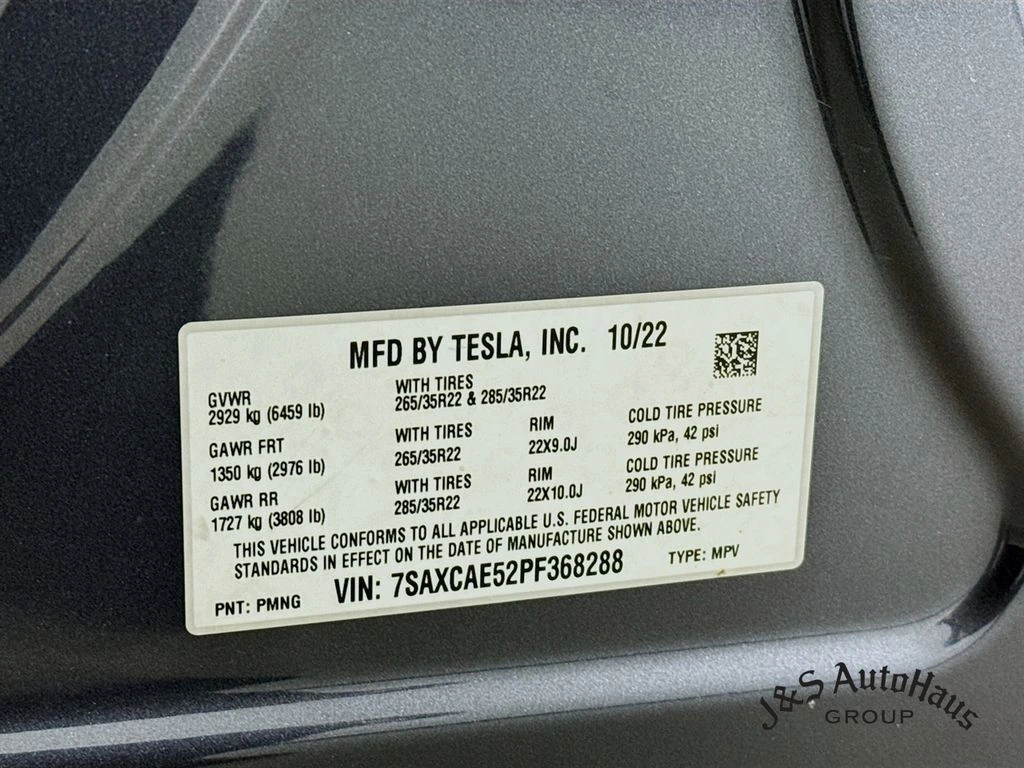 MFD BY TESLA, INC. 10/22
GVWR
2929 kg (6459 lb)
WITH TIRES
265/35R22 & 285/35R22
GAWR FRT
1350 kg (2976 lb)
WITH TIRES
265/35R22
RIM
22X9.0J
COLD TIRE PRESSURE
290 kPa, 42 psi
GAWR RR
1727 kg (3808 lb)
WITH TIRES
285/35R22
RIM
22X10.0J
COLD TIRE PRESSURE
290 kPa, 42 psi
THIS VEHICLE CONFORMS TO ALL APPLICABLE U.S. FEDERAL MOTOR VEHICLE SAFETY
STANDARDS IN EFFECT ON THE DATE OF MANUFACTURE SHOWN ABOVE.
PNT: PMNG VIN: 7SAXCAE52PF368288 TYPE: MPV
J&S AutoHaus
GROUP